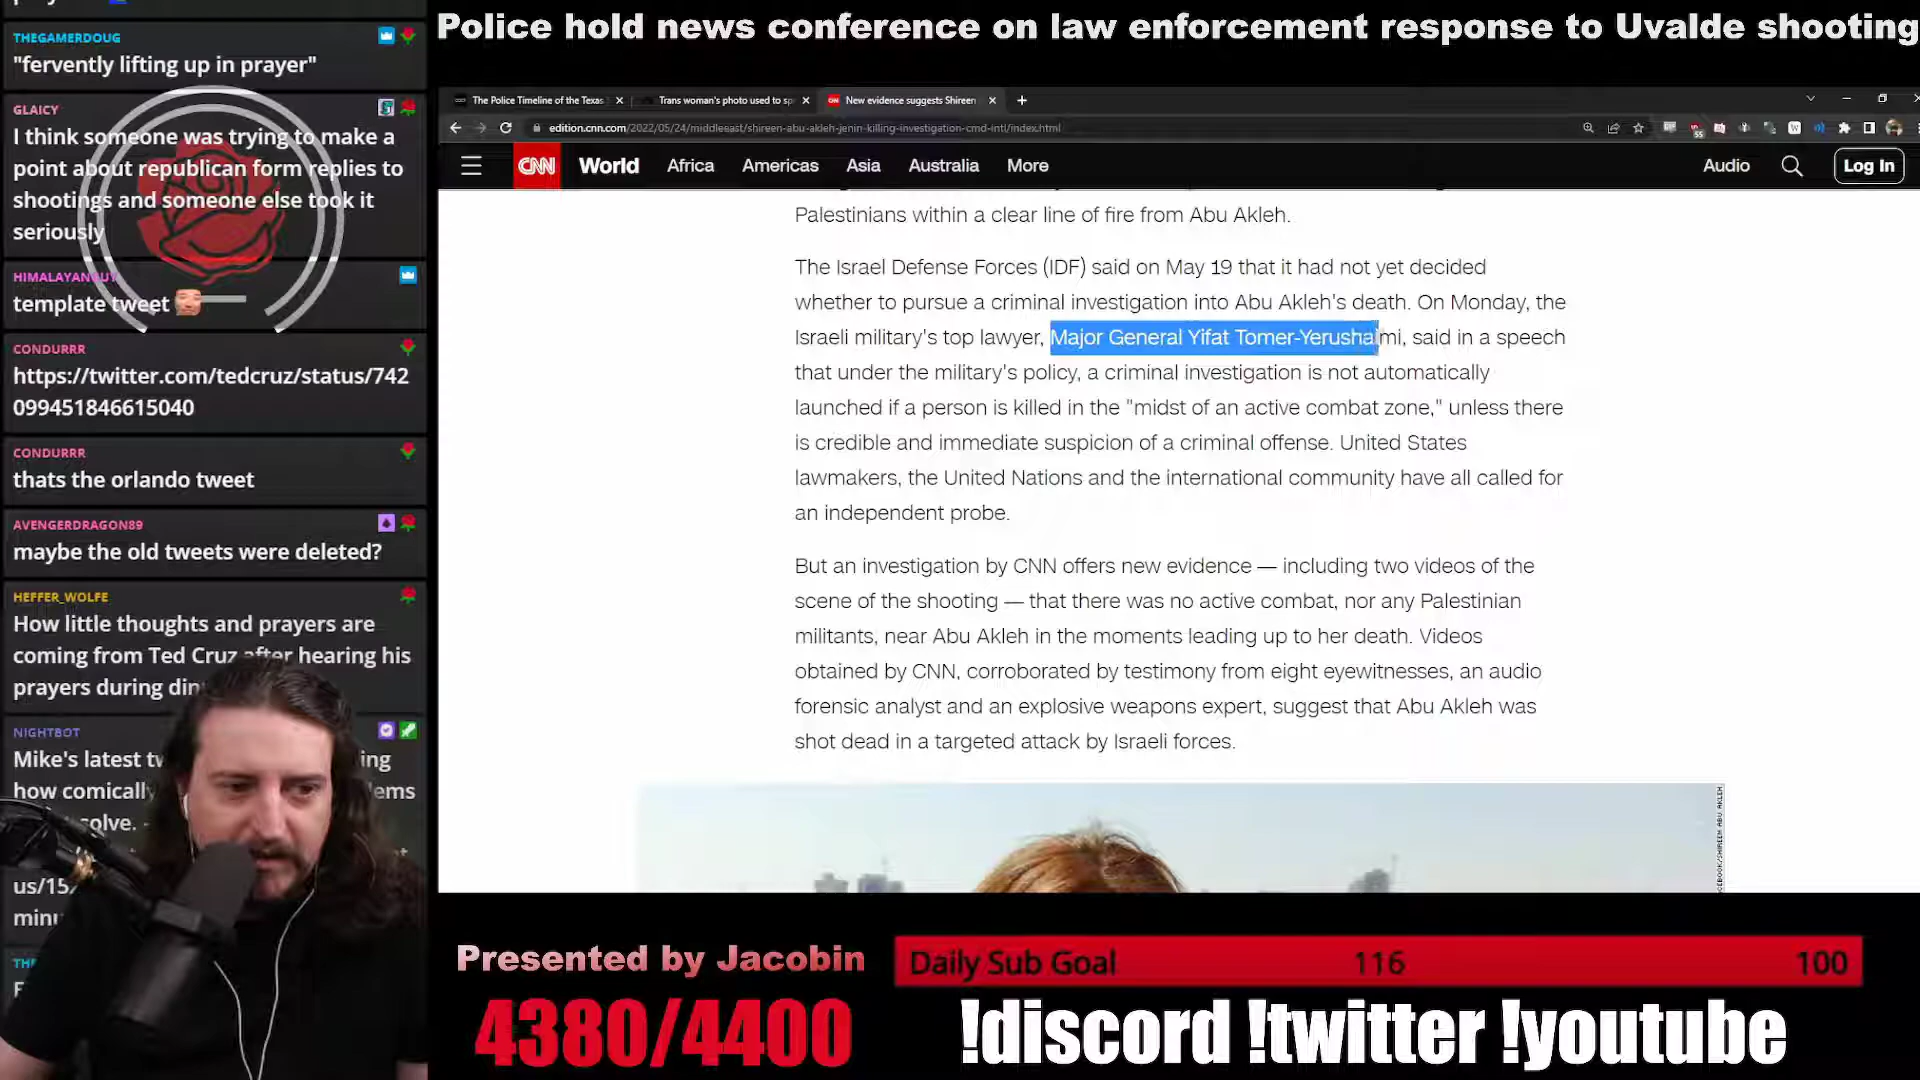 THEGAMERDOUG
"fervently lifting up in prayer"
GLAICY
I think someone was trying to make a
point about republican form replies to
shootings and someone else took it
seriously
template tweet
CONDURRR
https://twitter.com/tedcruz/status/742
099451846615040
CONDURRR
thats the orlando tweet
AVENGERDRAGON89
maybe the old tweets were deleted?
HEFFER_WOLFE
How little thoughts and prayers are
coming from Ted Cruz after hearing his
prayers during
NIGHTBOT
Mike's latest
how comically
solve. -
us/15
Police hold news conference on law enforcement response to Uvalde shooting
The Police Timeline of the Texas
Trans woman's photo used to
New evidence suggests Shireen
edition.cnn.com/2022/05/24/middleeast/shireen-abu-akleh-jenin-killing-investigation-cmd-intl/index.html
CNN World Africa Americas Asia Australia More Audio Log In
Palestinians within a clear line of fire from Abu Akleh.
The Israel Defense Forces (IDF) said on May 19 that it had not yet decided
whether to pursue a criminal investigation into Abu Akleh's death. On Monday, the
Israeli military's top lawyer, Major General Yifat Tomer-Yerushalmi, said in a speech
that under the military's policy, a criminal investigation is not automatically
launched if a person is killed in the "midst of an active combat zone," unless there
is credible and immediate suspicion of a criminal offense. United States
lawmakers, the United Nations and the international community have all called for
an independent probe.
But an investigation by CNN offers new evidence — including two videos of the
scene of the shooting — that there was no active combat, nor any Palestinian
militants, near Abu Akleh in the moments leading up to her death. Videos
obtained by CNN, corroborated by testimony from eight eyewitnesses, an audio
forensic analyst and an explosive weapons expert, suggest that Abu Akleh was
shot dead in a targeted attack by Israeli forces.
Presented by Jacobin
Daily Sub Goal 116 100
4380/4400
!discord !twitter !youtube